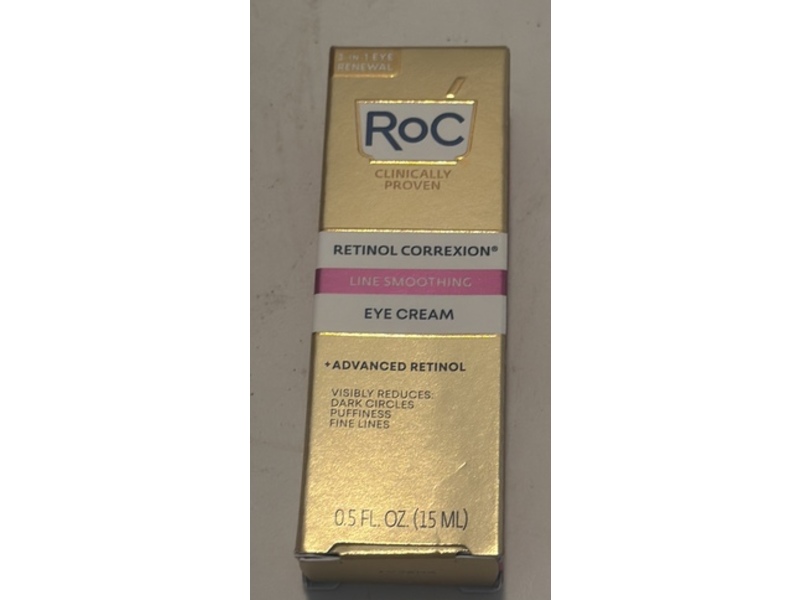 3 IN 1 EYE
RENEWAL
RoC
CLINICALLY
PROVEN
RETINOL CORREXION®
LINE SMOOTHING
EYE CREAM
+ADVANCED RETINOL
VISIBLY REDUCES:
DARK CIRCLES
PUFFINESS
FINE LINES
0.5 FL. OZ. (15 ML)